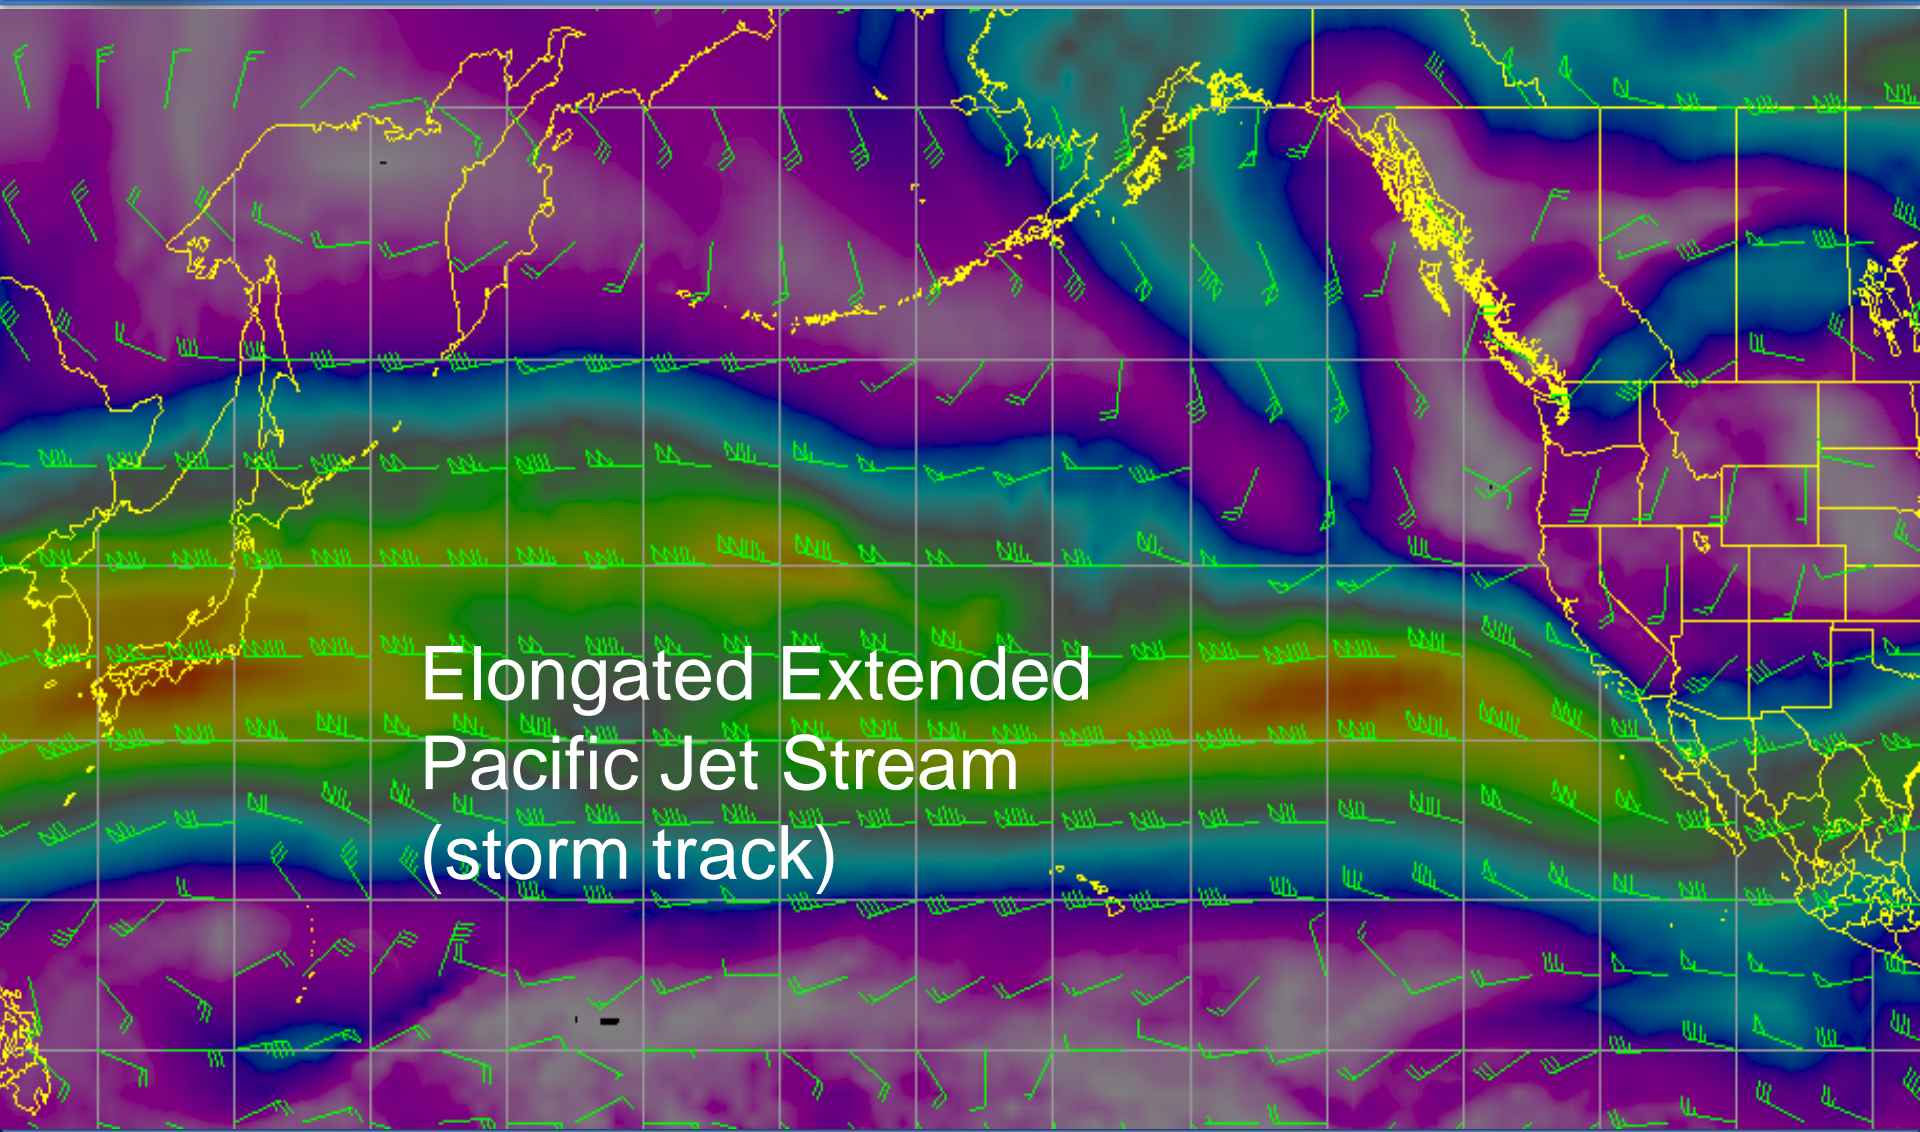 Elongated Extended
Pacific Jet Stream
(storm track)